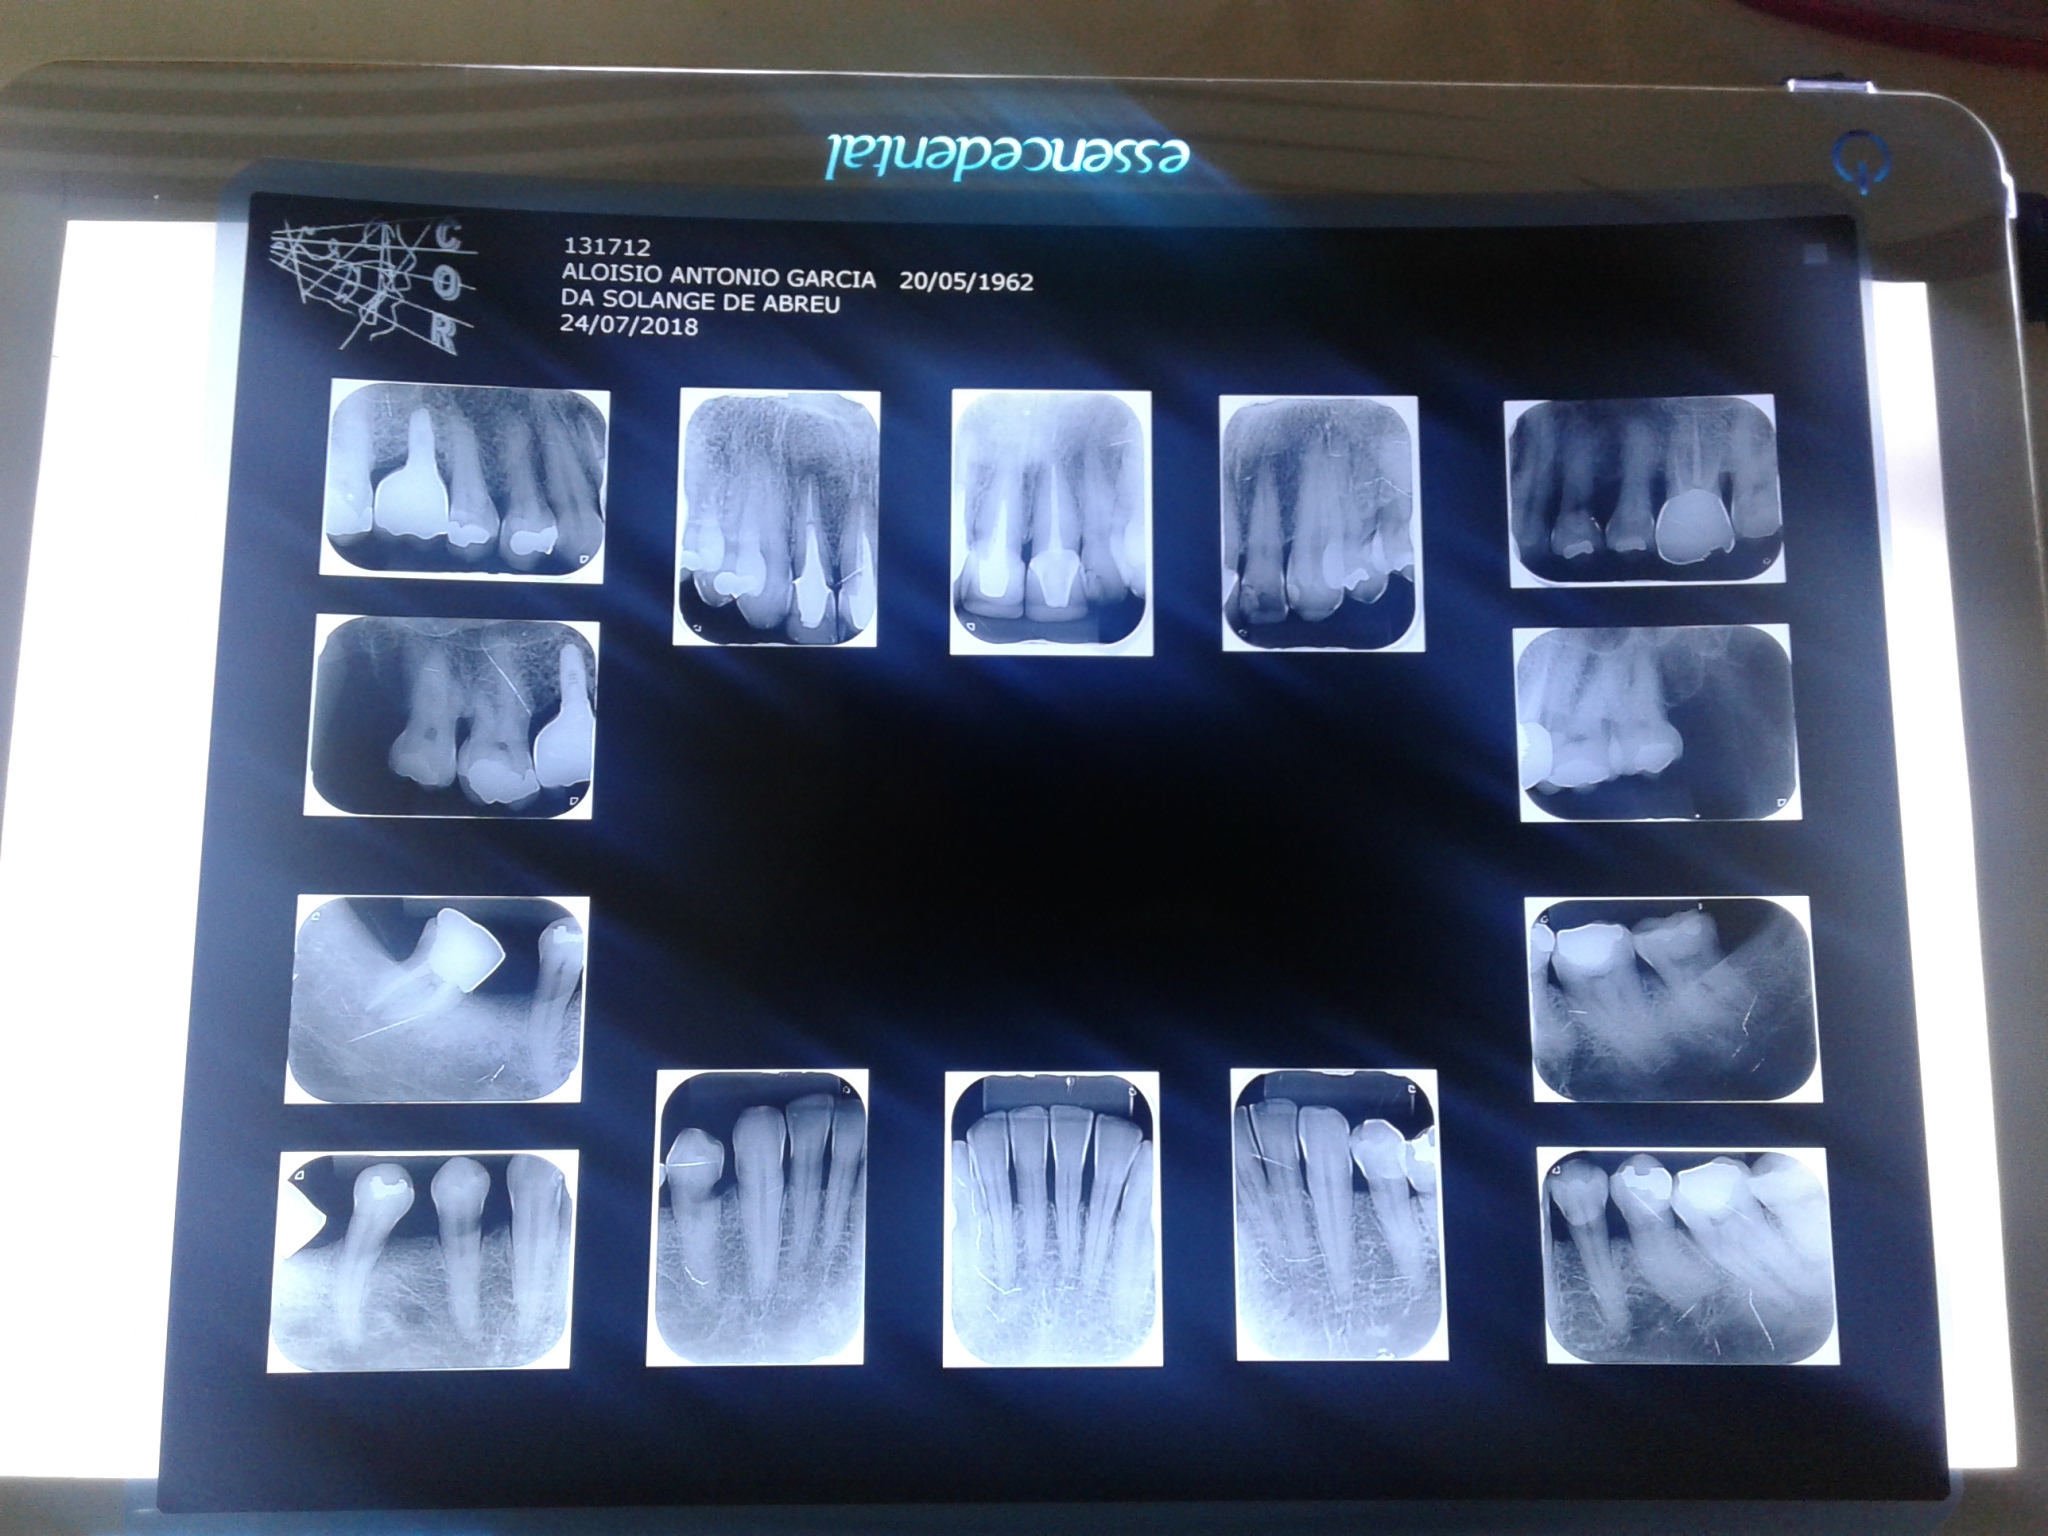 essencedental
C
O
R
131712
ALOISIO ANTONIO GARCIA 20/05/1962
DA SOLANGE DE ABREU
24/07/2018